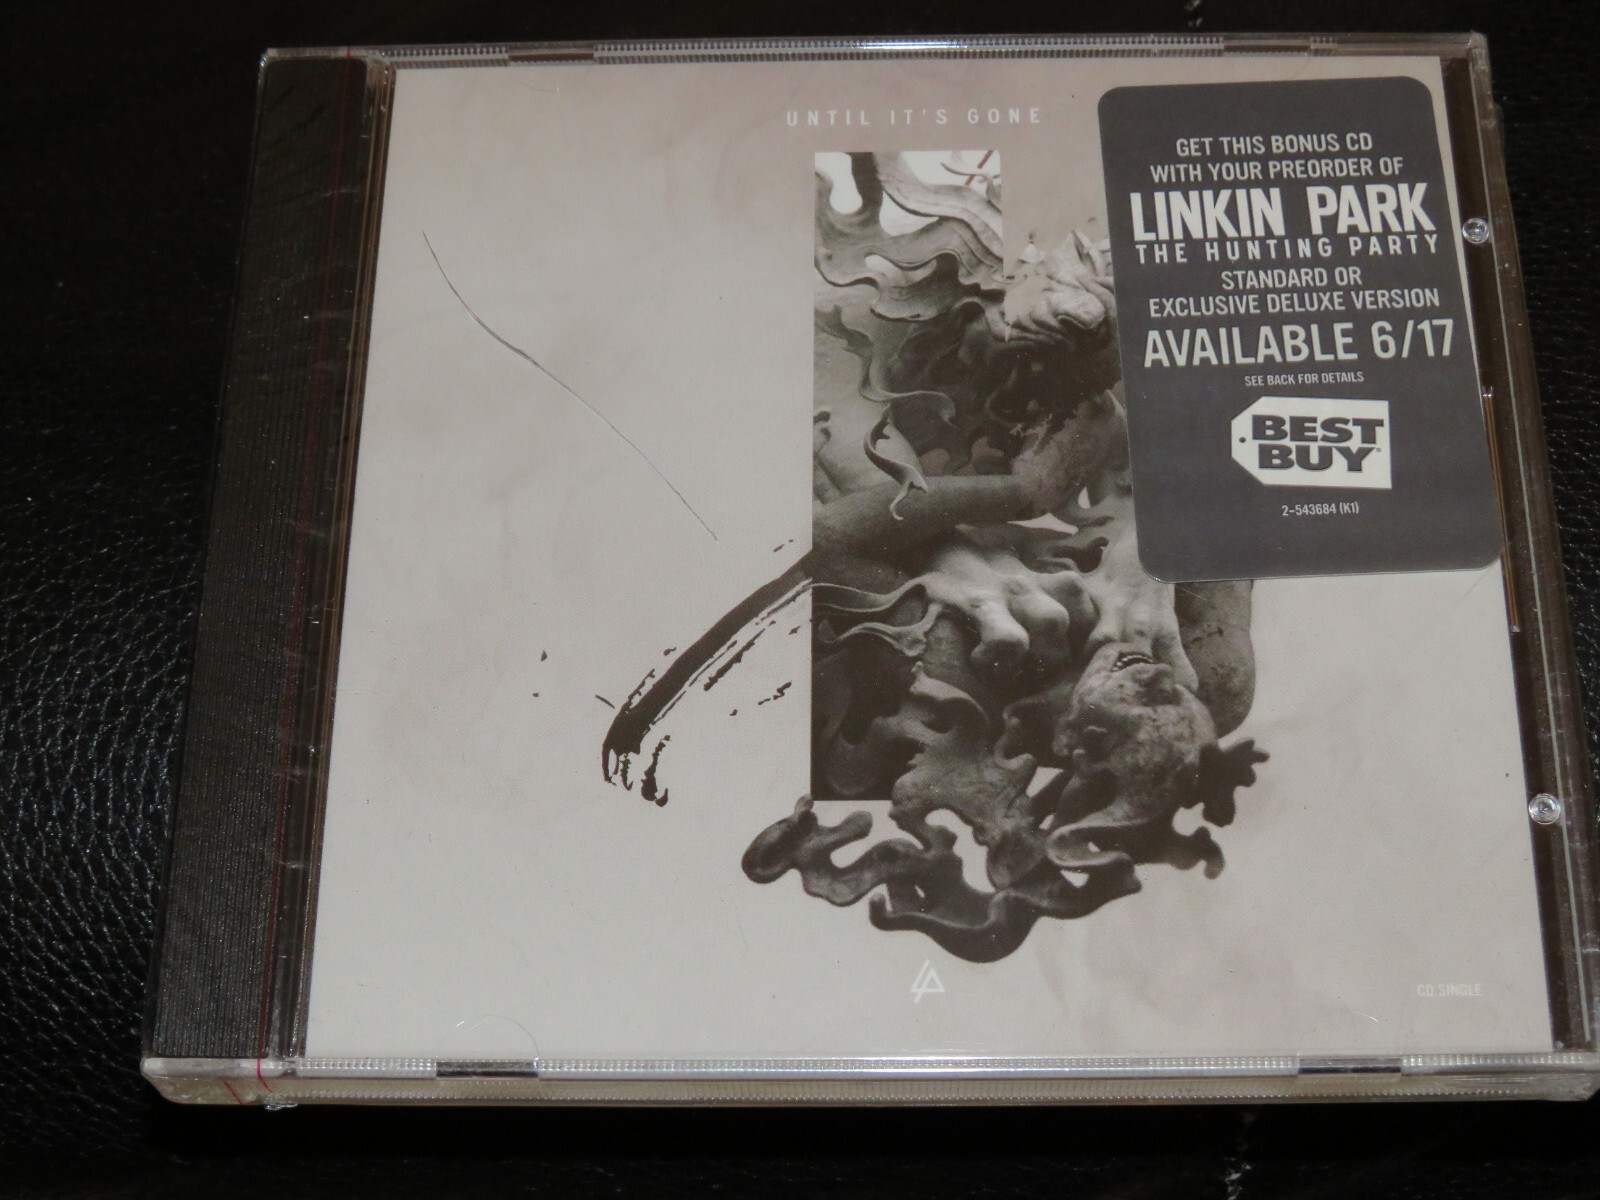 UNTIL IT'S GONE
GET THIS BONUS CD
WITH YOUR PREORDER OF
LINKIN PARK
THE HUNTING PARTY
STANDARD OR
EXCLUSIVE DELUXE VERSION
AVAILABLE 6/17
SEE BACK FOR DETAILS
BEST
BUY
2-543684 (K1)
CD SINGLE